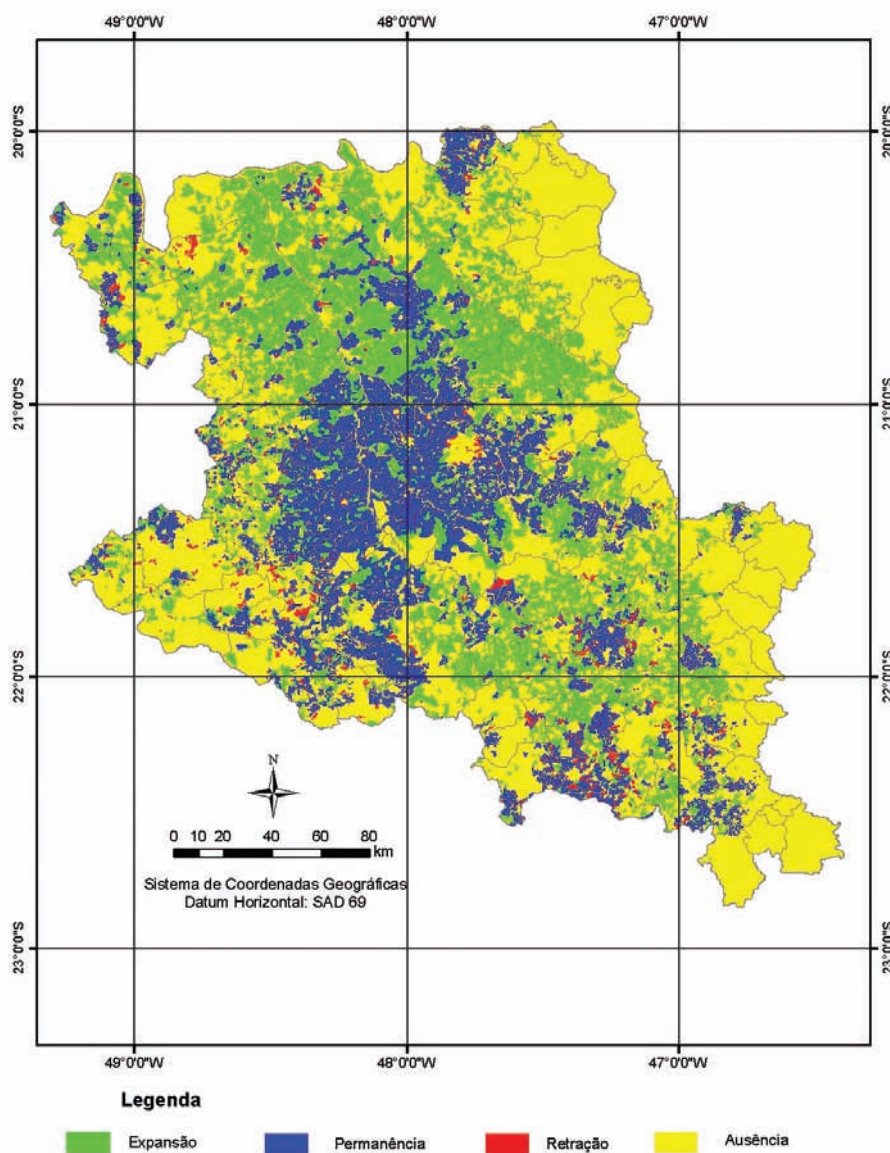 49°0'0"W 48°0'0"W 47°0'0"W
20°0'0"S 20°0'0"S
21°0'0"S 21°0'0"S
22°0'0"S 22°0'0"S
N
0 10 20 40 60 80
km
Sistema de Coordenadas Geográficas
Datum Horizontal: SAD 69
23°0'0"S 23°0'0"S
49°0'0"W 48°0'0"W 47°0'0"W
Legenda
Expansão Permanência Retração Ausência